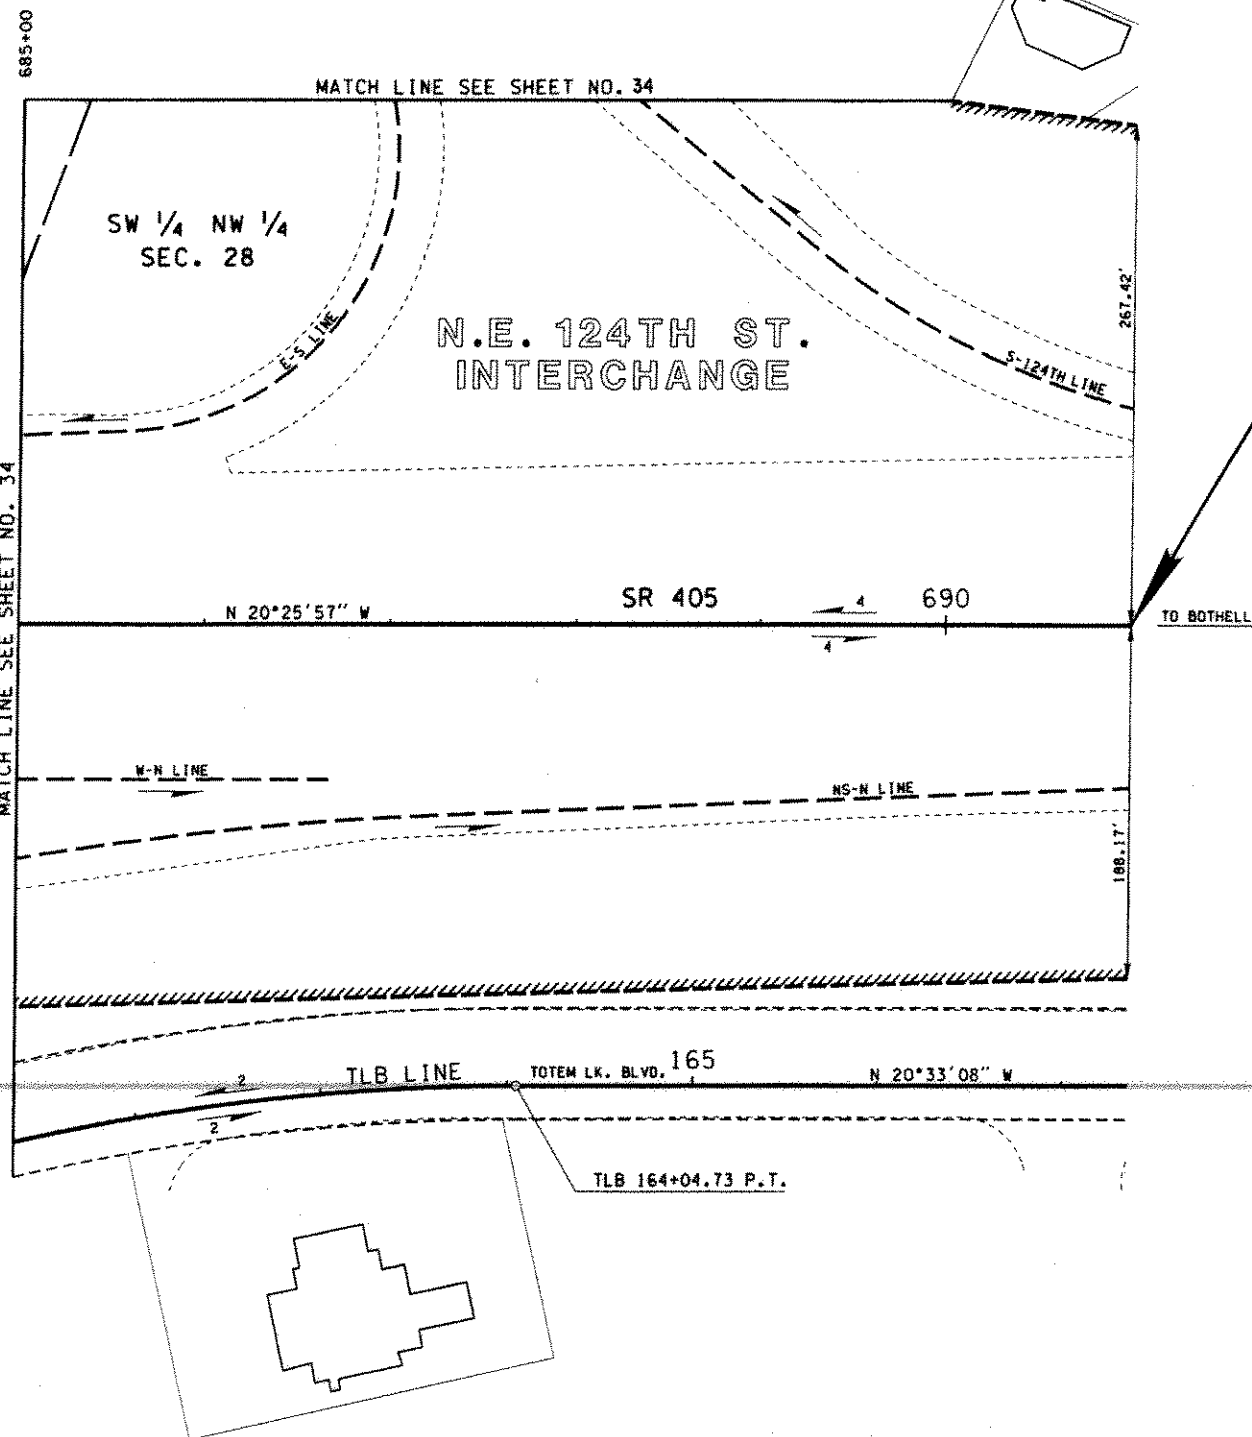 685+00
MATCH LINE SEE SHEET NO. 34
SW 1/4 NW 1/4
SEC. 28
E-S LINE
N.E. 124TH ST.
INTERCHANGE
267.42'
S-124TH LINE
MATCH LINE SEE SHEET NO. 34
N 20°25'57" W
SR 405
4
690
4
TO BOTHELL
W-N LINE
NS-N LINE
188.17'
2
TLB LINE
TOTEM LK. BLVD.
165
N 20°33'08" W
2
TLB 164+04.73 P.T.